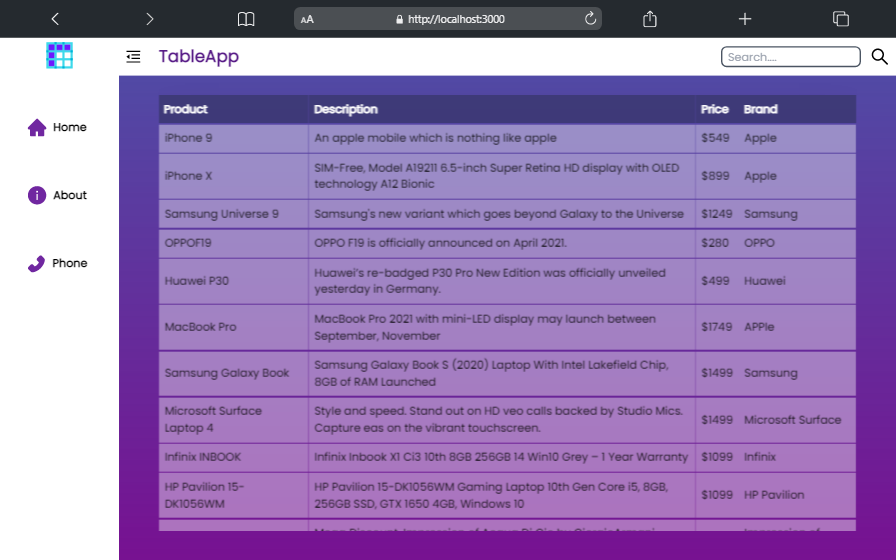 AA http://localhost:3000
TableApp
Search....
Home
About
Phone
Product Description Price Brand
iPhone 9 An apple mobile which is nothing like apple $549 Apple
iPhone X SIM-Free, Model A19211 6.5-inch Super Retina HD display with OLED
technology A12 Bionic $899 Apple
Samsung Universe 9 Samsung's new variant which goes beyond Galaxy to the Universe $1249 Samsung
OPPOF19 OPPO F19 is officially announced on April 2021. $280 OPPO
Huawei P30 Huawei's re-badged P30 Pro New Edition was officially unveiled
yesterday in Germany. $499 Huawei
MacBook Pro MacBook Pro 2021 with mini-LED display may launch between
September, November $1749 APPle
Samsung Galaxy Book Samsung Galaxy Book S (2020) Laptop With Intel Lakefield Chip,
8GB of RAM Launched $1499 Samsung
Microsoft Surface Style and speed. Stand out on HD veo calls backed by Studio Mics.
Laptop 4 Capture eas on the vibrant touchscreen. $1499 Microsoft Surface
Infinix INBOOK Infinix Inbook X1 Ci3 10th 8GB 256GB 14 Win10 Grey – 1 Year Warranty $1099 Infinix
HP Pavilion 15- HP Pavilion 15-DK1056WM Gaming Laptop 10th Gen Core i5, 8GB,
DK1056WM 256GB SSD, GTX 1650 4GB, Windows 10 $1099 HP Pavilion